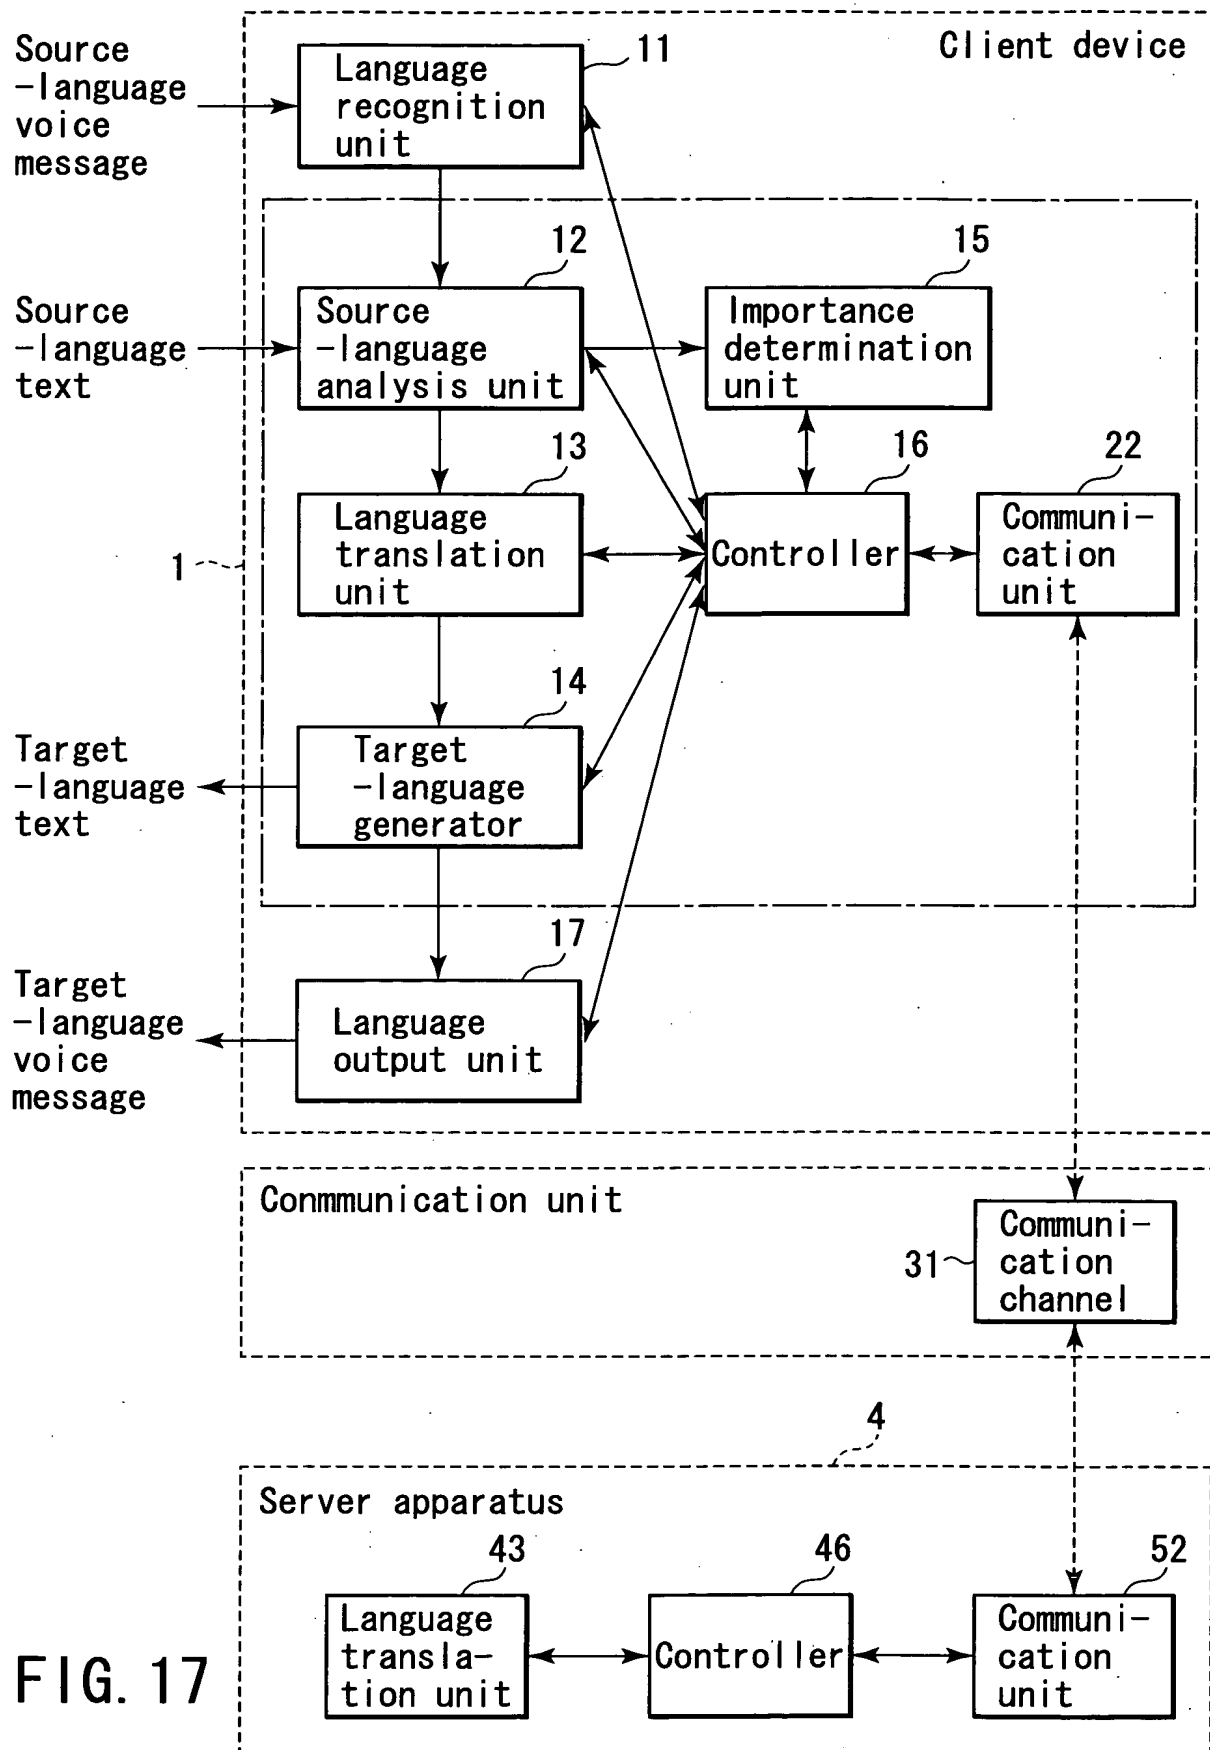 Client device
Source
-language
voice
message
Language
recognition
unit
11
Source
-language
text
12
Source
-language
analysis unit
15
Importance
determination
unit
13
Language
translation
unit
16
Controller
22
Communi-
cation
unit
1
14
Target
-language
generator
Target
-language
text
17
Language
output unit
Target
-language
voice
message
Conmmunication unit
31
Communi-
cation
channel
4
Server apparatus
43
Language
transla-
tion unit
46
Controller
52
Communi-
cation
unit
FIG. 17